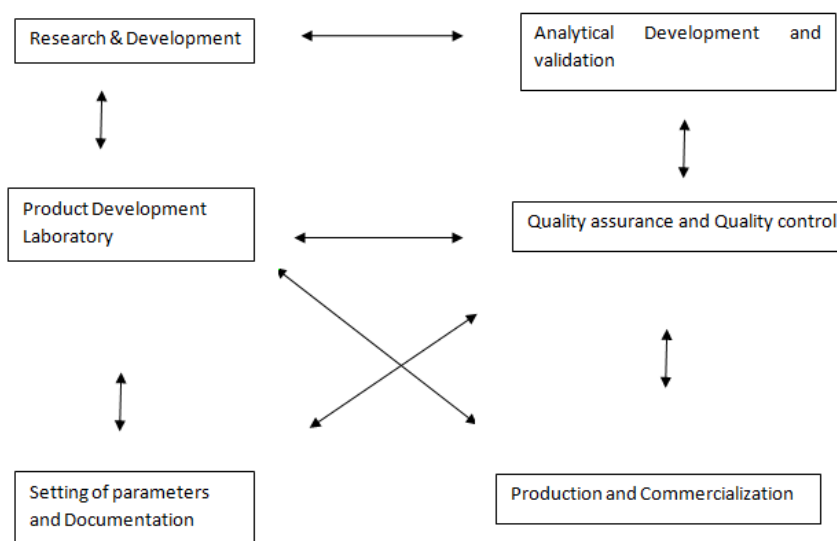 Research & Development
Analytical Development and
validation
Product Development
Laboratory
Quality assurance and Quality control
Setting of parameters
and Documentation
Production and Commercialization